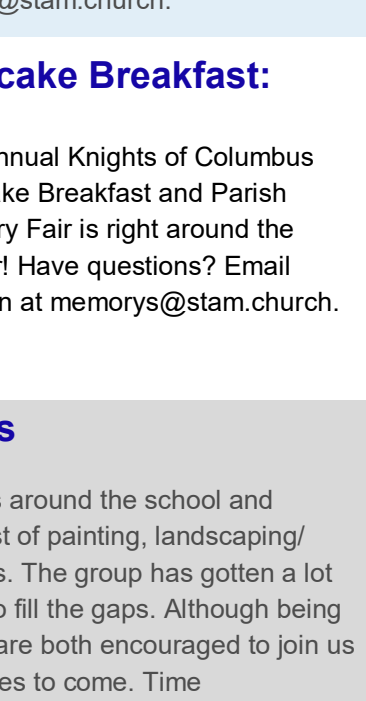 @stam.church.
cake Breakfast:
nnual Knights of Columbus
ke Breakfast and Parish
ry Fair is right around the
r! Have questions? Email
n at memorys@stam.church.
s
s around the school and
st of painting, landscaping/
s. The group has gotten a lot
o fill the gaps. Although being
are both encouraged to join us
es to come. Time